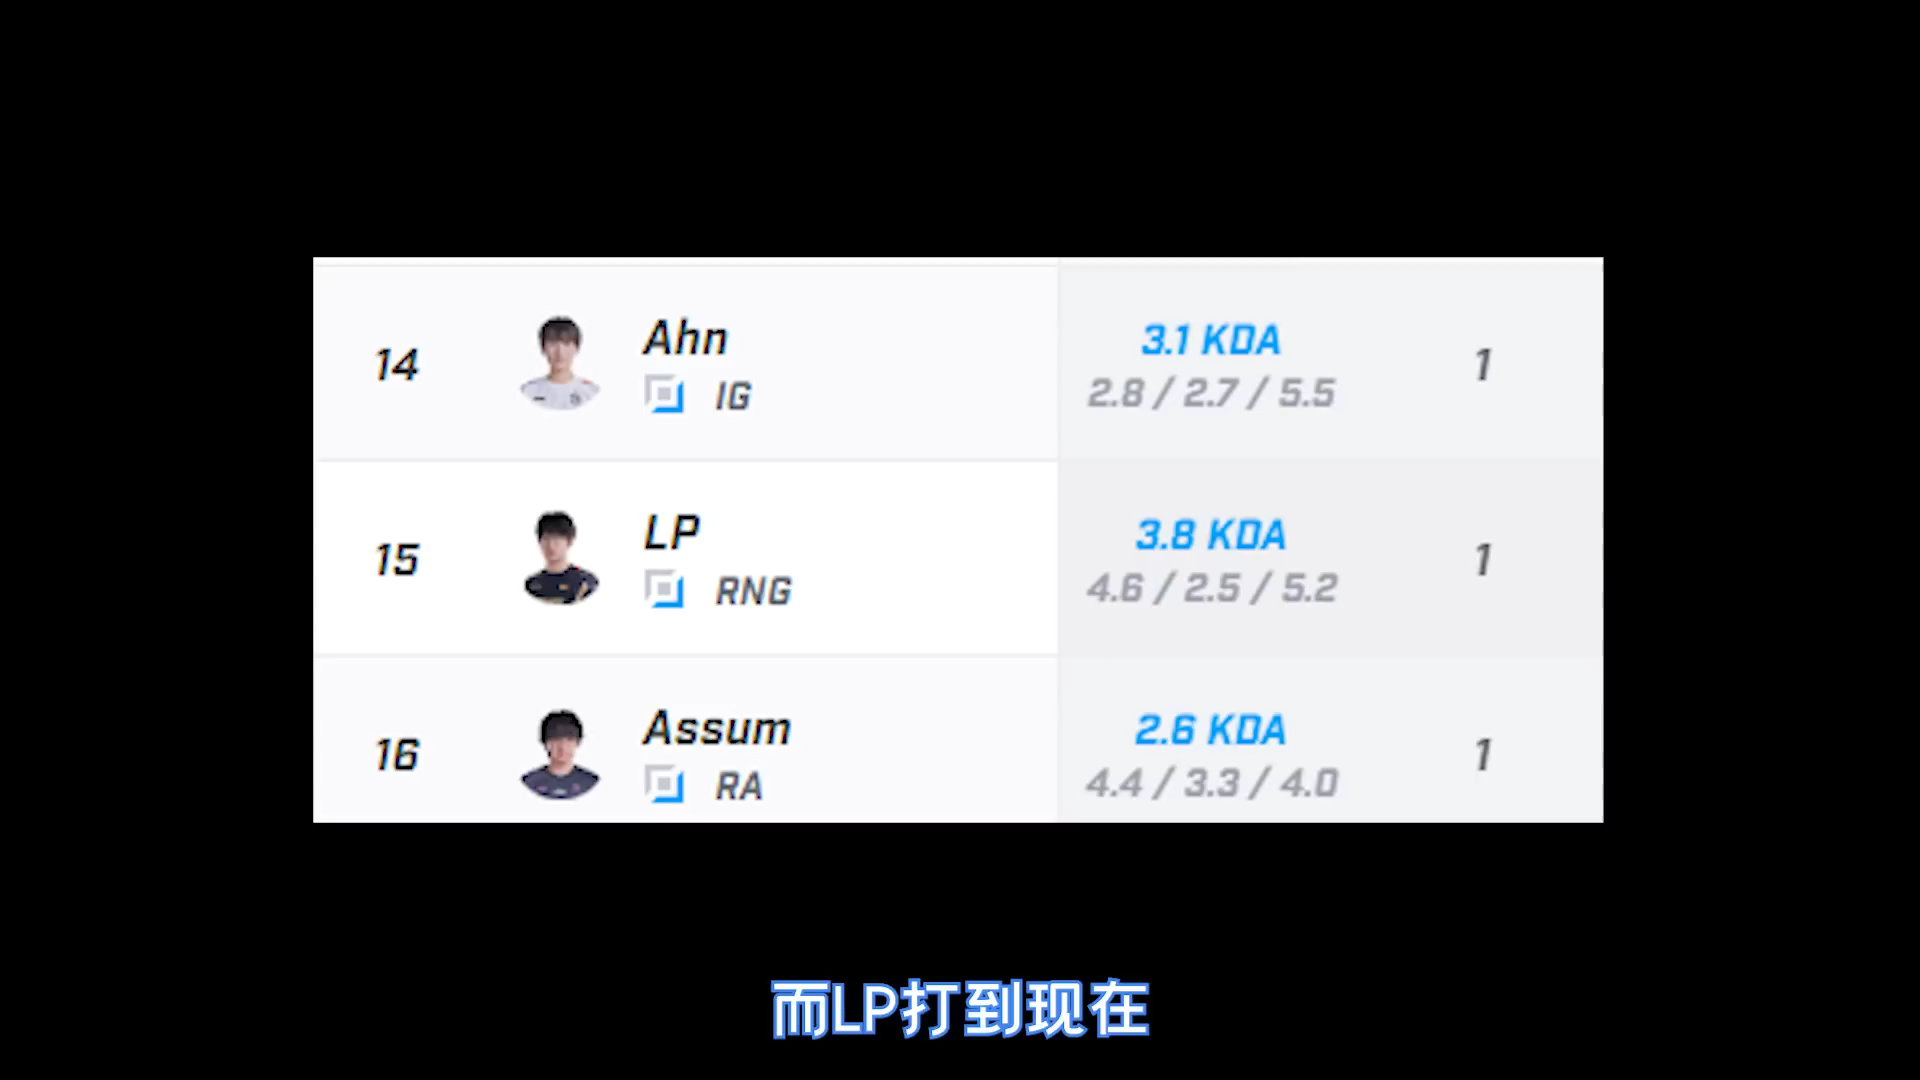 14
Ahn
IG
3.1 KDA
2.8 / 2.7 / 5.5
1
15
LP
RNG
3.8 KDA
4.6 / 2.5 / 5.2
1
16
Assum
RA
2.6 KDA
4.4 / 3.3 / 4.0
1
而LP打到现在